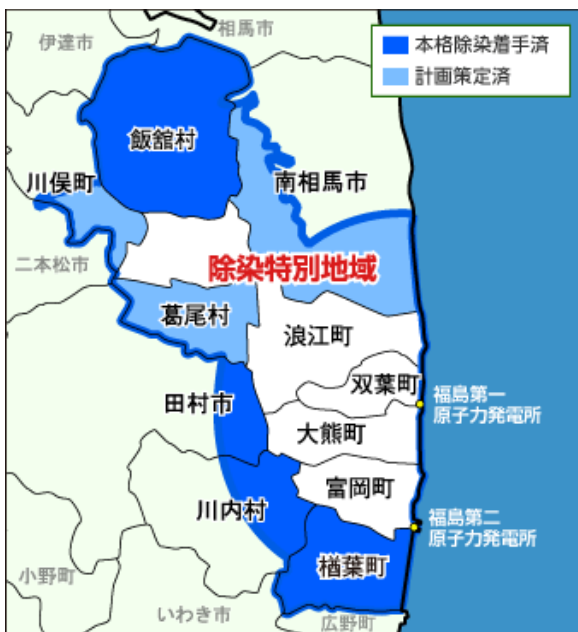 相馬市
伊達市
本格除染着手済
計画策定済
飯舘村
川俣町
南相馬市
二本松市
除染特別地域
葛尾村
浪江町
双葉町
福島第一
原子力発電所
田村市
大熊町
富岡町
川内村
福島第二
原子力発電所
楢葉町
小野町
いわき市
広野町